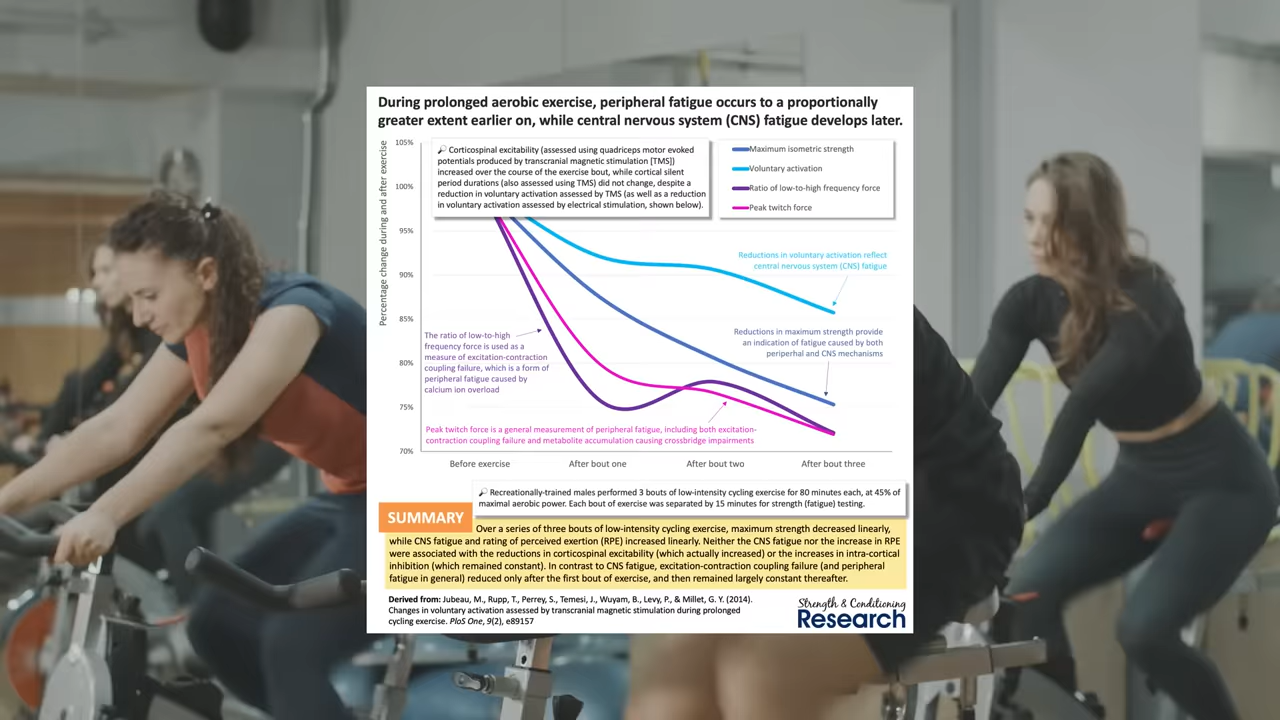 During prolonged aerobic exercise, peripheral fatigue occurs to a proportionally
greater extent earlier on, while central nervous system (CNS) fatigue develops later.
Percentage change during and after exercise
105%
100%
95%
90%
85%
80%
75%
70%
Corticospinal excitability (assessed using quadriceps motor evoked
potentials produced by transcranial magnetic stimulation [TMS])
increased over the course of the exercise bout, while cortical silent
period durations (also assessed using TMS) did not change, despite a
reduction in voluntary activation assessed by TMS (as well as a reduction
in voluntary activation assessed by electrical stimulation, shown below).
Maximum isometric strength
Voluntary activation
Ratio of low-to-high frequency force
Peak twitch force
Reductions in voluntary activation reflect
central nervous system (CNS) fatigue
Reductions in maximum strength provide
an indication of fatigue caused by both
periperhal and CNS mechanisms
The ratio of low-to-high
frequency force is used as a
measure of excitation-contraction
coupling failure, which is a form of
peripheral fatigue caused by
calcium ion overload
Peak twitch force is a general measurement of peripheral fatigue, including both excitation-
contraction coupling failure and metabolite accumulation causing crossbridge impairments
Before exercise
After bout one
After bout two
After bout three
Recreationally-trained males performed 3 bouts of low-intensity cycling exercise for 80 minutes each, at 45% of
maximal aerobic power. Each bout of exercise was separated by 15 minutes for strength (fatigue) testing.
SUMMARY
Over a series of three bouts of low-intensity cycling exercise, maximum strength decreased linearly,
while CNS fatigue and rating of perceived exertion (RPE) increased linearly. Neither the CNS fatigue nor the increase in RPE
were associated with the reductions in corticospinal excitability (which actually increased) or the increases in intra-cortical
inhibition (which remained constant). In contrast to CNS fatigue, excitation-contraction coupling failure (and peripheral
fatigue in general) reduced only after the first bout of exercise, and then remained largely constant thereafter.
Derived from: Jubeau, M., Rupp, T., Perrey, S., Temesi, J., Wuyam, B., Levy, P., & Millet, G. Y. (2014).
Changes in voluntary activation assessed by transcranial magnetic stimulation during prolonged
cycling exercise. PloS One, 9(2), e89157
Strength & Conditioning
Research